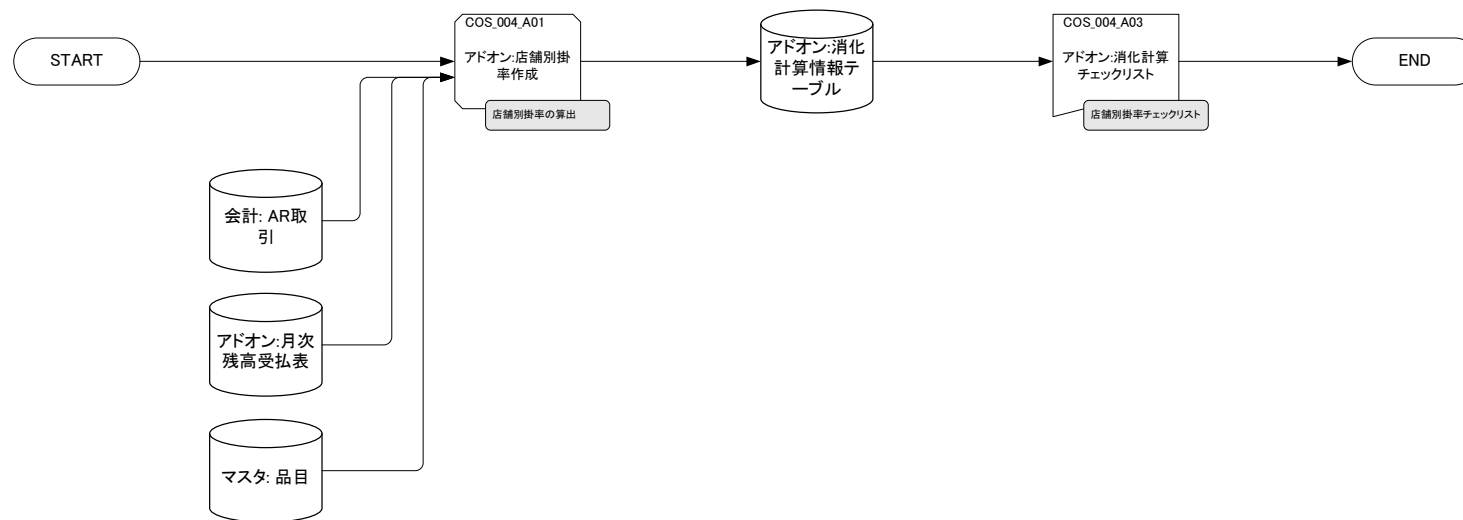 START
COS_004_A01
アドオン:店舗別掛
率作成
店舗別掛率の算出
アドオン:消化
計算情報テ
ーブル
COS_004_A03
アドオン:消化計算
チェックリスト
店舗別掛率チェックリスト
END
会計: AR取
引
アドオン:月次
残高受払表
マスタ: 品目